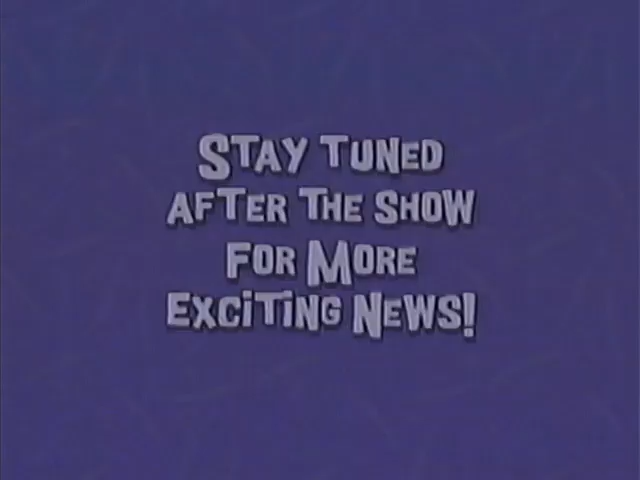 STAY TUNED
AFTER THE SHOW
FOR MORE
EXCiTiNG NEWS!